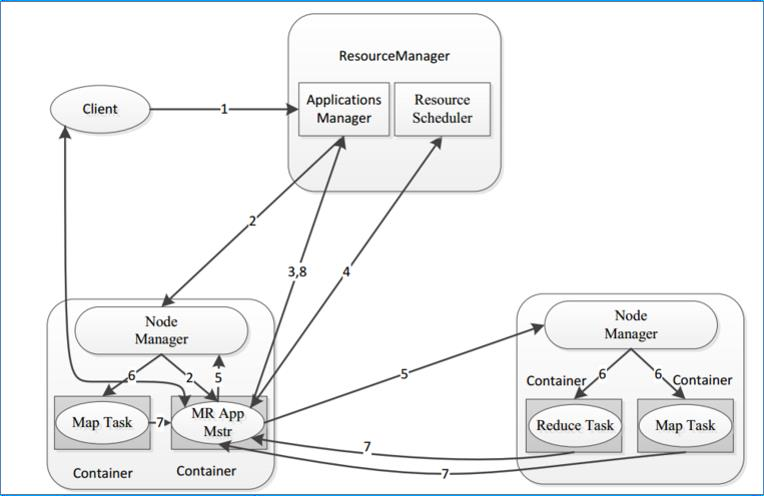 ResourceManager
Client
1
Applications
Manager
Resource
Scheduler
2
3,8
4
Node
Manager
6
2
5
Map Task
7
MR App
Mstr
Container
Container
5
Node
Manager
Container
6
6
Container
Reduce Task
Map Task
7
7